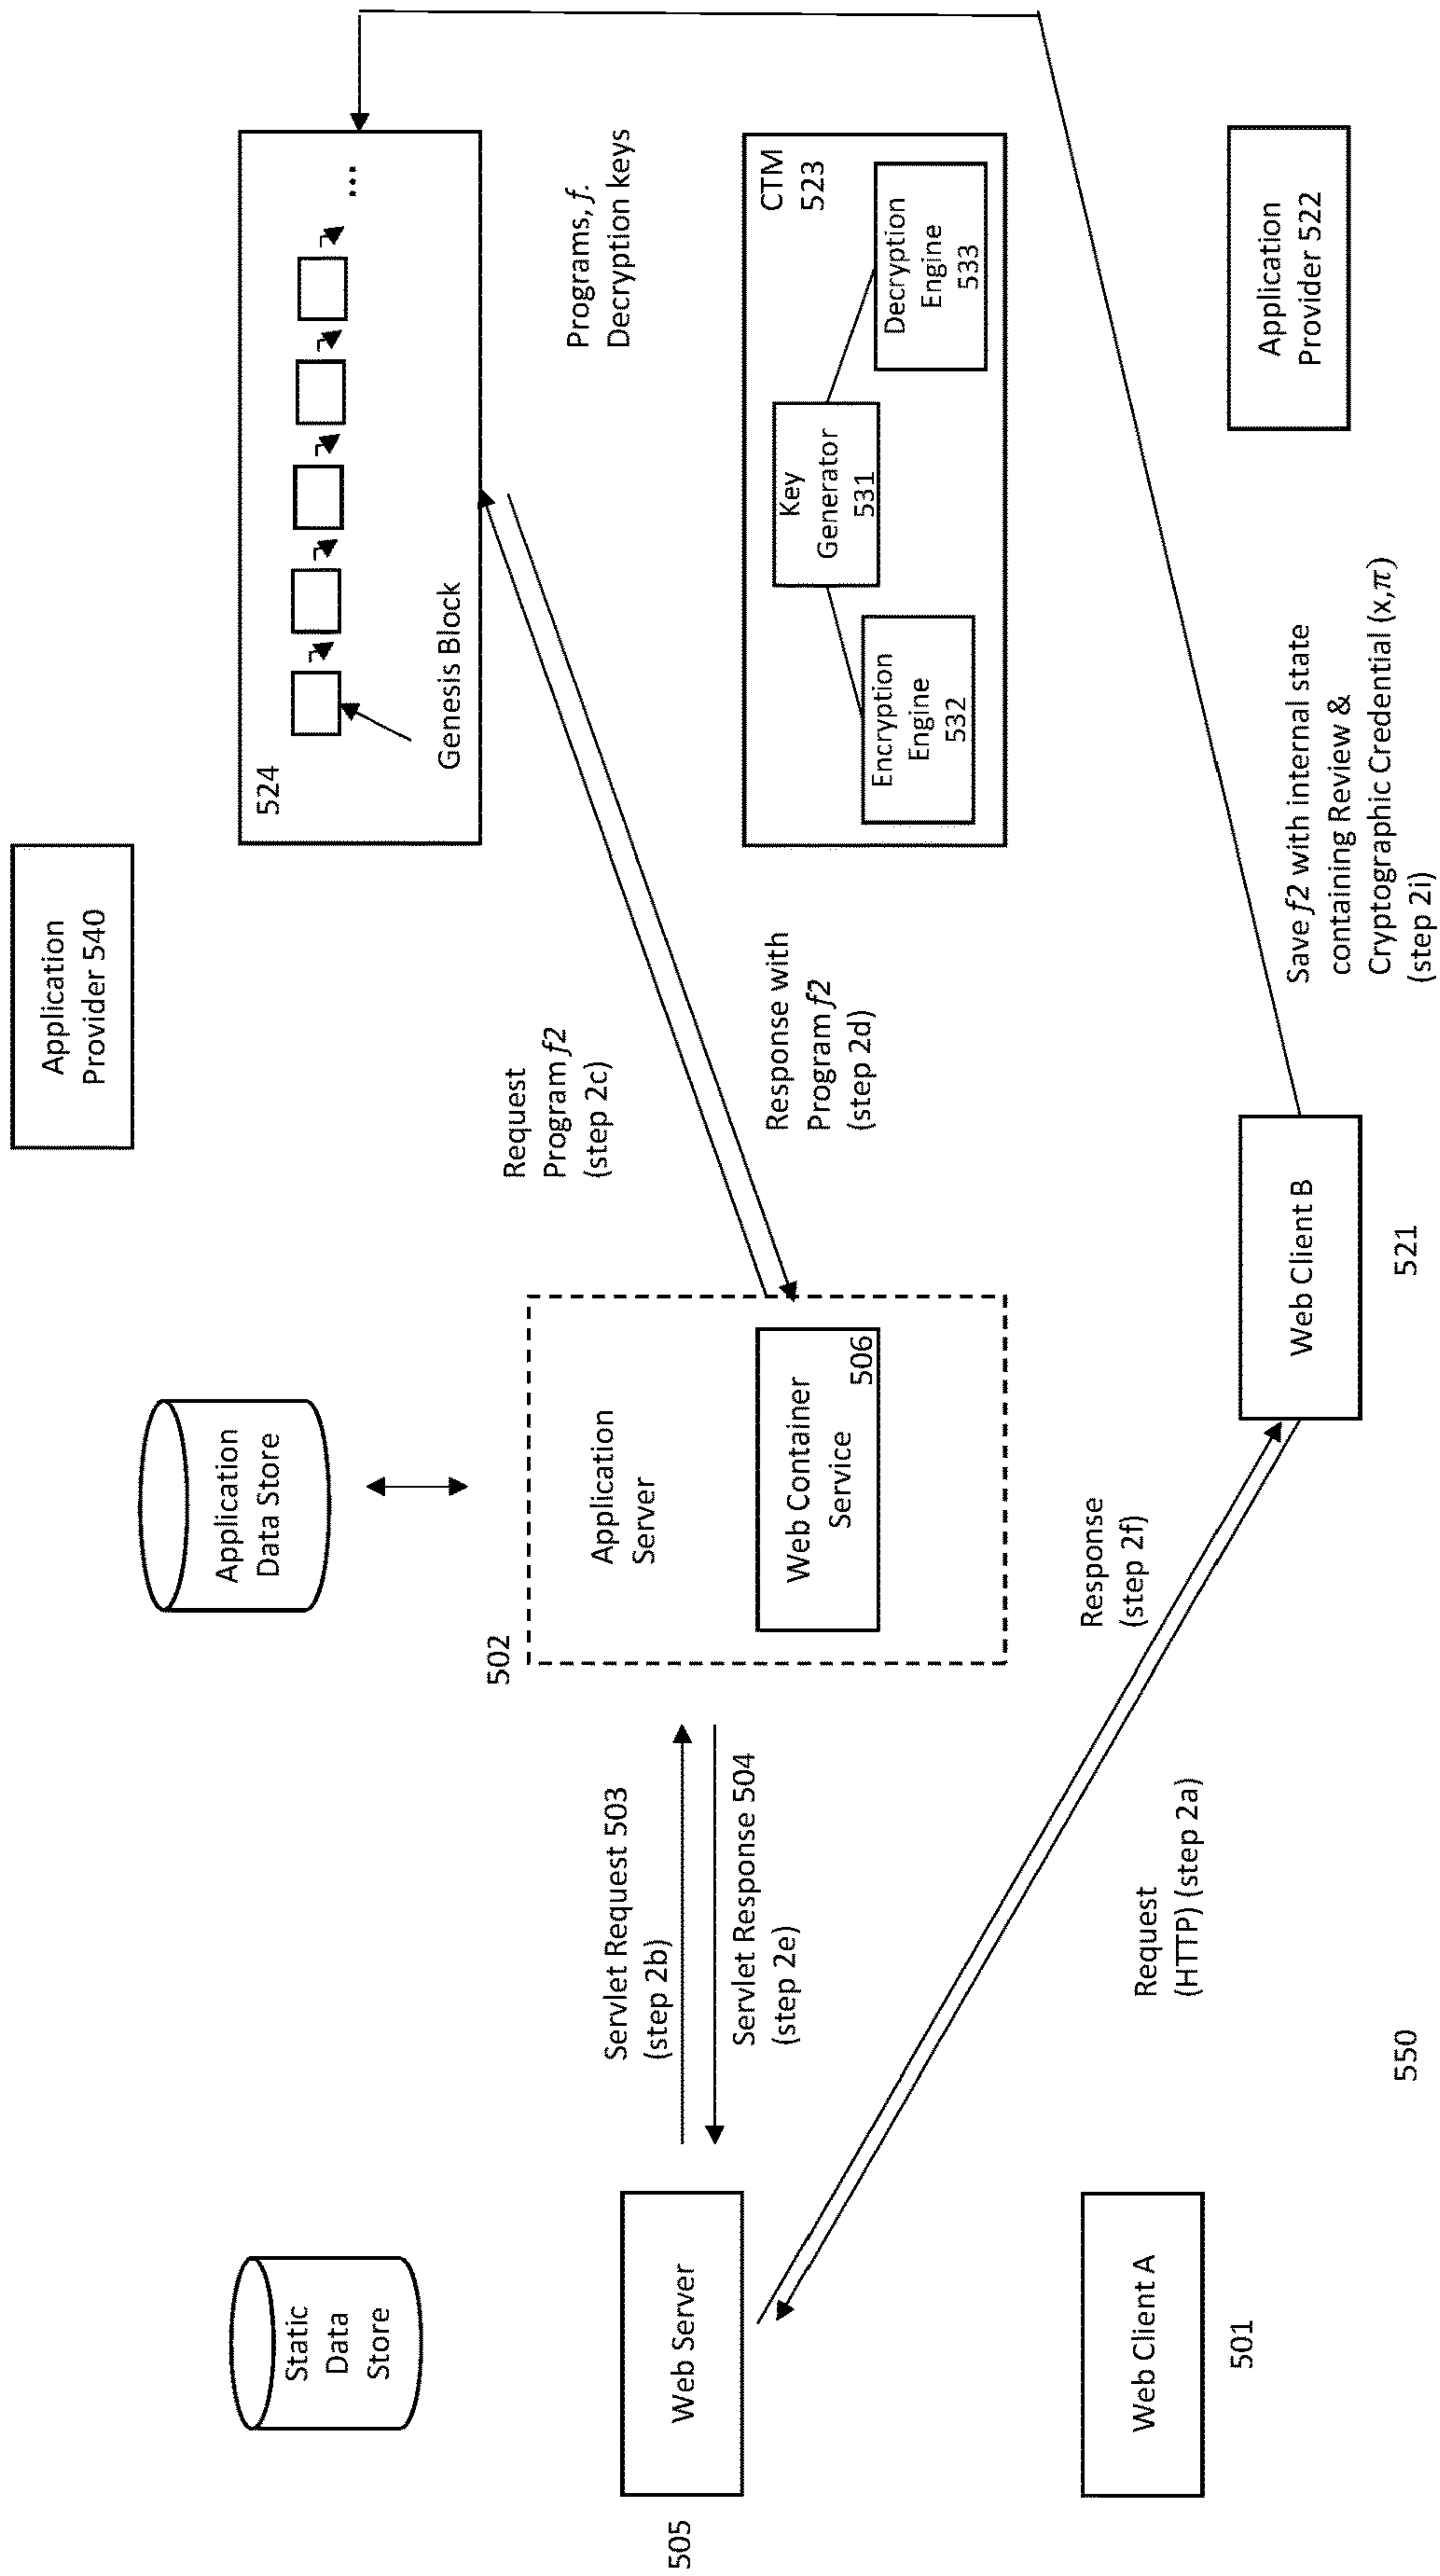 Static
Data
Store
Application
Data Store
Application
Provider 540
524
Genesis Block
...
505
Web Server
Servlet Request 503
(step 2b)
Servlet Response 504
(step 2e)
502
Application
Server
Web Container
Service
506
Request
Program f2
(step 2c)
Response with
Program f2
(step 2d)
Programs, f.
Decryption keys
CTM
523
Key
Generator
531
Encryption
Engine
532
Decryption
Engine
533
Web Client A
501
Request
(HTTP) (step 2a)
Response
(step 2f)
Web Client B
521
Save f2 with internal state
containing Review &
Cryptographic Credential (x,π)
(step 2i)
Application
Provider 522
550